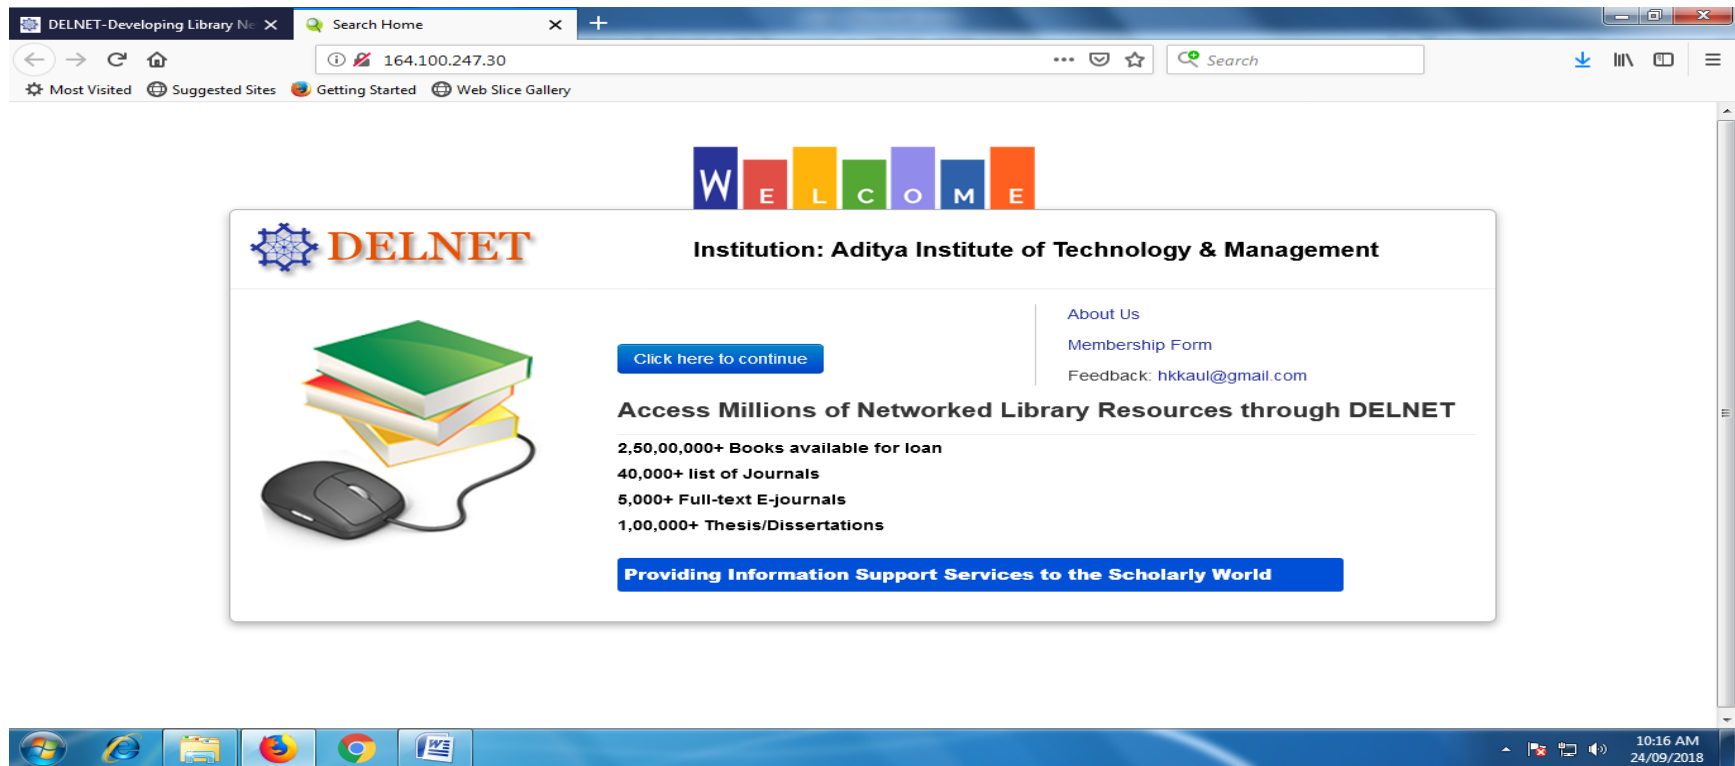 DELNET-Developing Library Ne
Search Home
164.100.247.30
Search
Most Visited Suggested Sites Getting Started Web Slice Gallery
WELCOME
DELNET
Institution: Aditya Institute of Technology & Management
About Us
Click here to continue
Membership Form
Feedback: hkkaul@gmail.com
Access Millions of Networked Library Resources through DELNET
2,50,00,000+ Books available for loan
40,000+ list of Journals
5,000+ Full-text E-journals
1,00,000+ Thesis/Dissertations
Providing Information Support Services to the Scholarly World
10:16 AM
24/09/2018